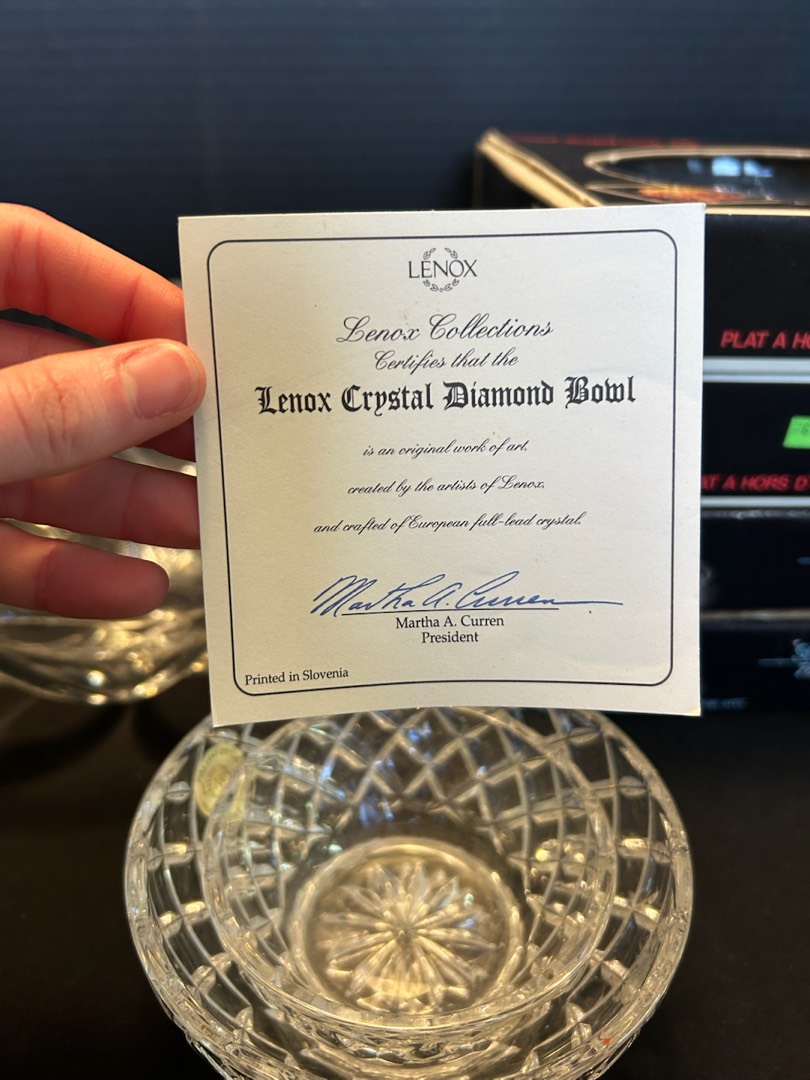 LENOX
Lenox Collections
Certifies that the
Lenox Crystal Diamond Bowl
is an original work of art,
created by the artists of Lenox,
and crafted of European full-lead crystal.
Martha A. Curren
Martha A. Curren
President
Printed in Slovenia
PLAT A HO
AT A HORS D